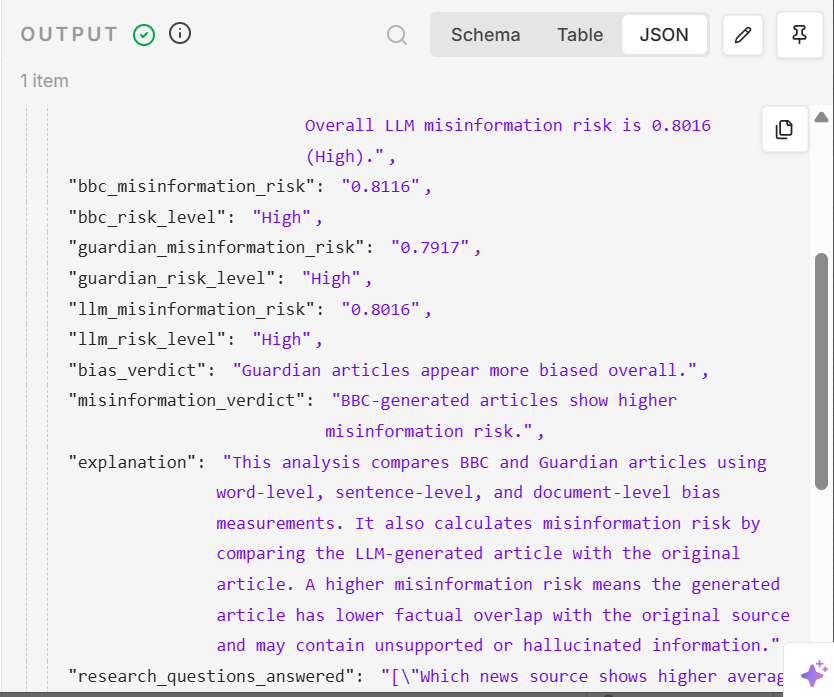 OUTPUT
Schema Table JSON
1 item
Overall LLM misinformation risk is 0.8016
(High).",
"bbc_misinformation_risk": "0.8116",
"bbc_risk_level": "High",
"guardian_misinformation_risk": "0.7917",
"guardian_risk_level": "High",
"llm_misinformation_risk": "0.8016",
"llm_risk_level": "High",
"bias_verdict": "Guardian articles appear more biased overall.",
"misinformation_verdict": "BBC-generated articles show higher
misinformation risk.",
"explanation": "This analysis compares BBC and Guardian articles using
word-level, sentence-level, and document-level bias
measurements. It also calculates misinformation risk by
comparing the LLM-generated article with the original
article. A higher misinformation risk means the generated
article has lower factual overlap with the original source
and may contain unsupported or hallucinated information."
"research_questions_answered": "[\"Which news source shows higher averag